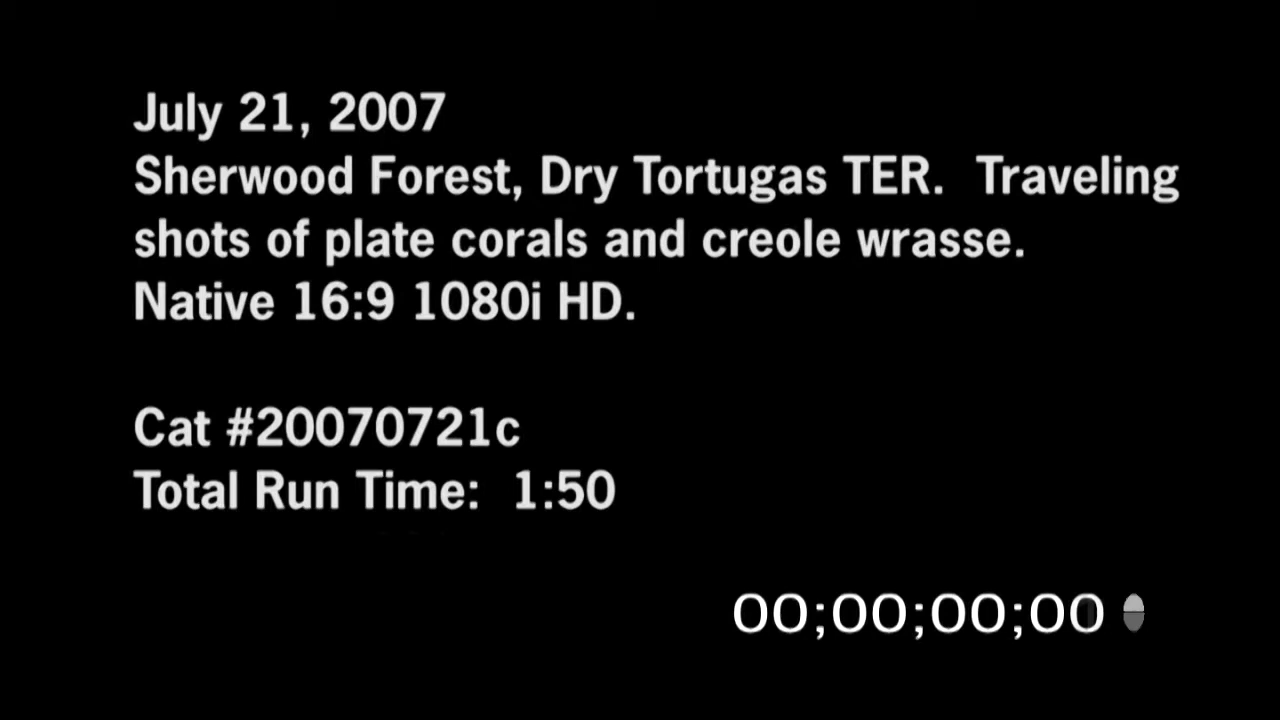 July 21, 2007
Sherwood Forest, Dry Tortugas TER.  Traveling
shots of plate corals and creole wrasse.
Native 16:9 1080i HD.
Cat #20070721c
Total Run Time:  1:50
00;00;00;00